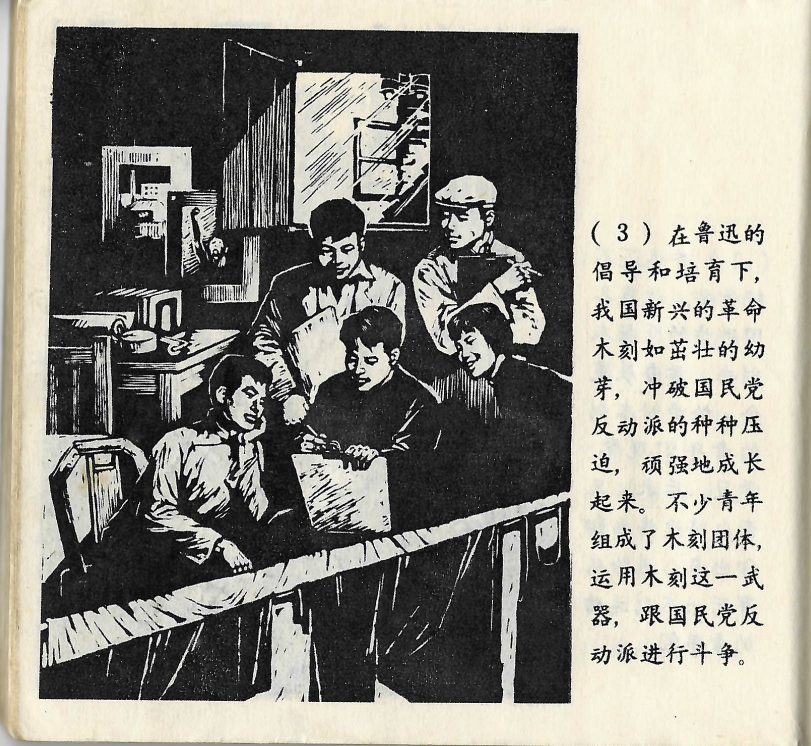 (3)在鲁迅的
倡导和培育下，
我国新兴的革命
木刻如茁壮的幼
芽，冲破国民党
反动派的种种压
迫，顽强地成长
起来。不少青年
组成了木刻团体，
运用木刻这一武
器，跟国民党反
动派进行斗争。